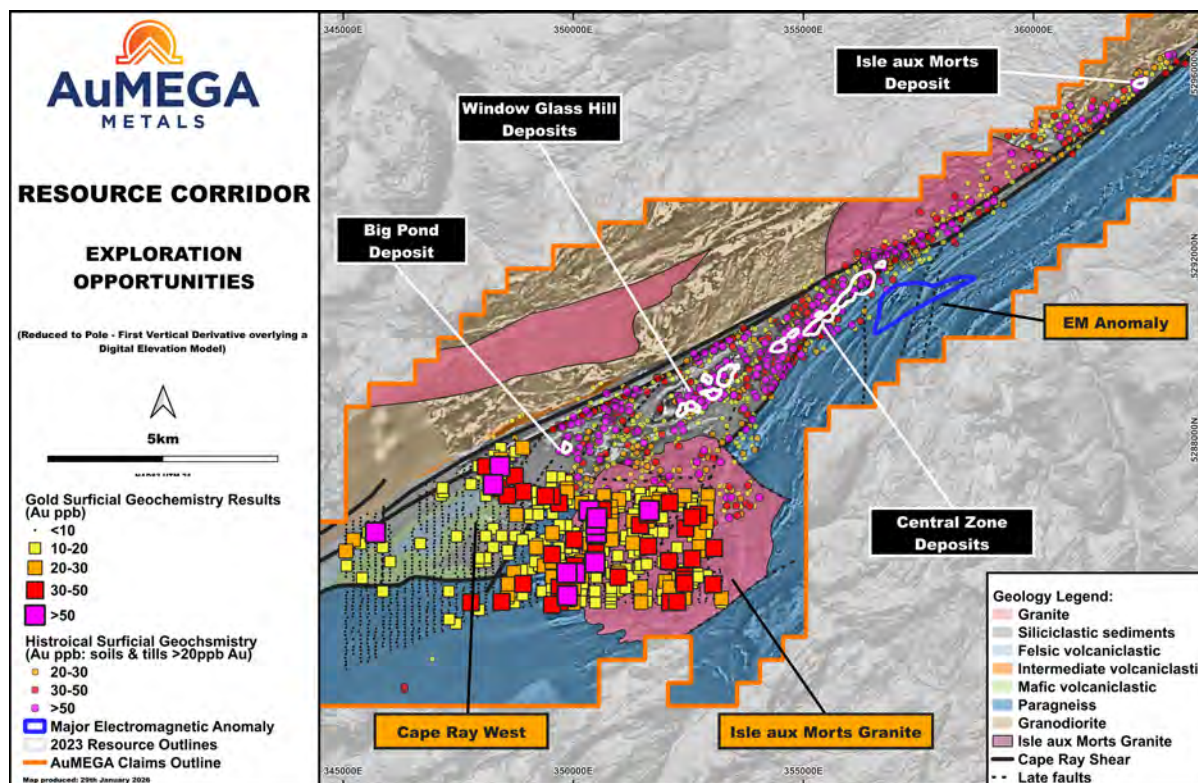 AuMEGA
METALS
RESOURCE CORRIDOR
EXPLORATION
OPPORTUNITIES
(Reduced to Pole - First Vertical Derivative overlying a
Digital Elevation Model)
5km
Gold Surficial Geochemistry Results
(Au ppb)
<10
10-20
20-30
30-50
>50
Histroical Surficial Geochsmistry
(Au ppb: soils & tills >20ppb Au)
20-30
30-50
>50
Major Electromagnetic Anomaly
2023 Resource Outlines
AuMEGA Claims Outline
Map produced: 29th January 2026
345000E
350000E
355000E
360000E
Isle aux Morts
Deposit
5296000N
Window Glass Hill
Deposits
Big Pond
Deposit
5292000N
EM Anomaly
5288000N
Central Zone
Deposits
Cape Ray West
Isle aux Morts Granite
345000E
350000E
355000E
Geology Legend:
Granite
Siliciclastic sediments
Felsic volcaniclastic
Intermediate volcaniclasti
Mafic volcaniclastic
Paragneiss
Granodiorite
Isle aux Morts Granite
Cape Ray Shear
Late faults